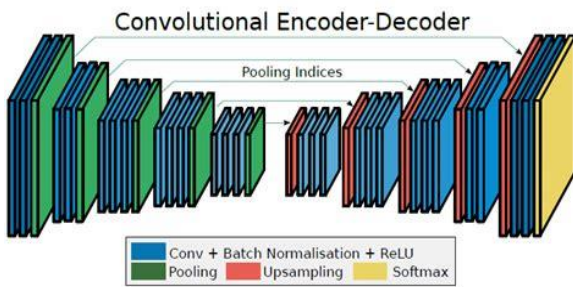 Convolutional Encoder-Decoder
Pooling Indices
Conv + Batch Normalisation + ReLU
Pooling Upsampling Softmax